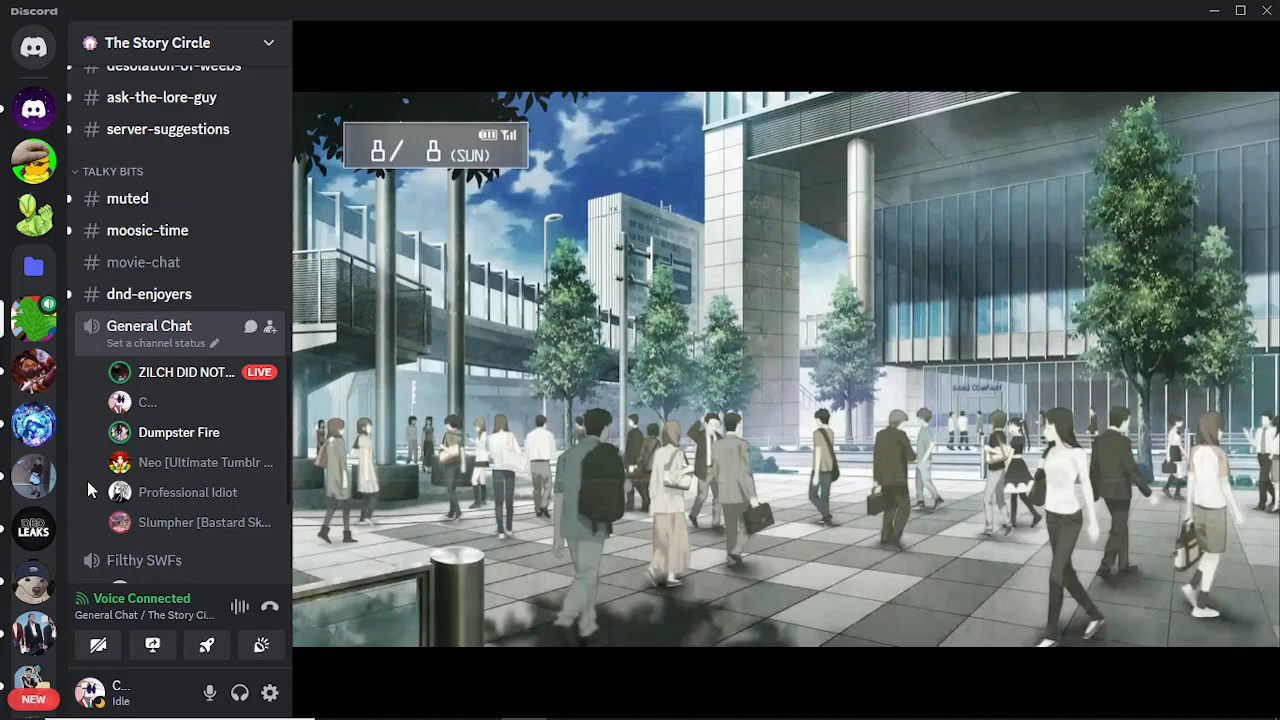 Discord
The Story Circle
desolation-of-weebs
ask-the-lore-guy
server-suggestions
TALKY BITS
muted
moosic-time
movie-chat
dnd-enjoyers
General Chat
Set a channel status
ZILCH DID NOT...
LIVE
C...
Dumpster Fire
Neo [Ultimate Tumblr ...
Professional Idiot
Slumpher [Bastard Sk...
Filthy SWFs
Voice Connected
General Chat / The Story Ci...
C...
Idle
NEW
DBD
LEAKS
8/ 8 (SUN)